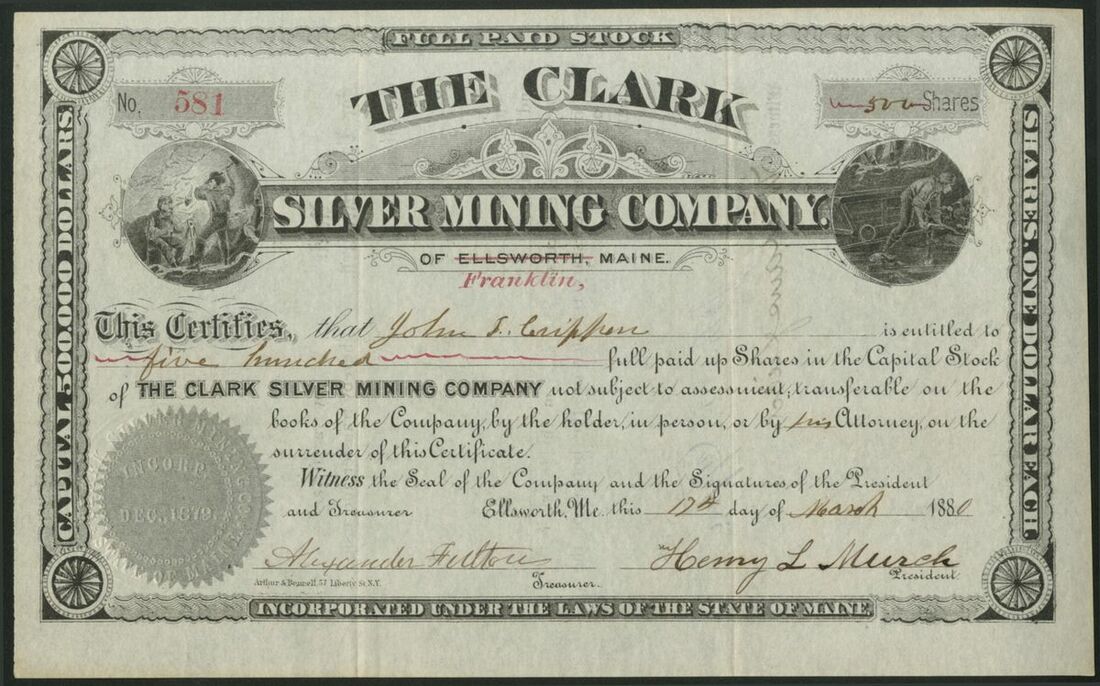 FULL PAID STOCK
No. 581
THE CLARK
500 Shares
SILVER MINING COMPANY.
OF ELLSWORTH, MAINE.
Franklin,
CAPITAL 500,000 DOLLARS.
SHARES, ONE DOLLAR EACH
This Certifies, that John S. Crippen is entitled to
five hundred full paid up Shares in the Capital Stock
of THE CLARK SILVER MINING COMPANY not subject to assessment, transferable on the
books of the Company, by the holder, in person, or by his Attorney, on the
surrender of this Certificate.
Witness the Seal of the Company and the Signatures of the President
and Treasurer Ellsworth, Me. this 17th day of March 1880
INCORP.
DEC., 1879.
Alexander Fulton Henry L Murch
Arthur & Bonnell, 57 Liberty St. N.Y. Treasurer. President.
INCORPORATED UNDER THE LAWS OF THE STATE OF MAINE